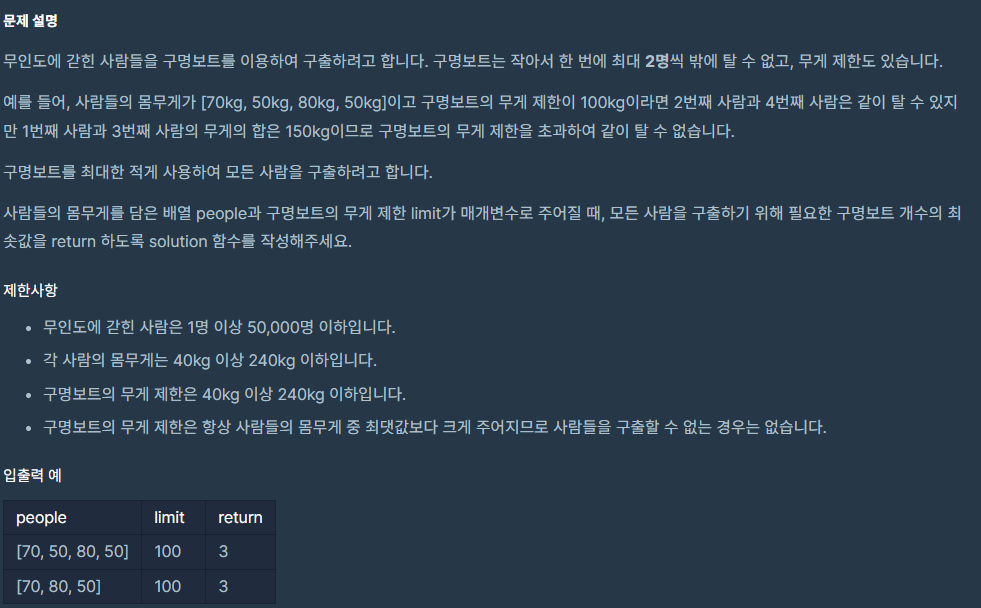 문제 설명
무인도에 갇힌 사람들을 구명보트를 이용하여 구출하려고 합니다. 구명보트는 작아서 한 번에 최대 2명씩 밖에 탈 수 없고, 무게 제한도 있습니다.
예를 들어, 사람들의 몸무게가 [70kg, 50kg, 80kg, 50kg]이고 구명보트의 무게 제한이 100kg이라면 2번째 사람과 4번째 사람은 같이 탈 수 있지
만 1번째 사람과 3번째 사람의 무게의 합은 150kg이므로 구명보트의 무게 제한을 초과하여 같이 탈 수 없습니다.
구명보트를 최대한 적게 사용하여 모든 사람을 구출하려고 합니다.
사람들의 몸무게를 담은 배열 people과 구명보트의 무게 제한 limit가 매개변수로 주어질 때, 모든 사람을 구출하기 위해 필요한 구명보트 개수의 최
솟값을 return 하도록 solution 함수를 작성해주세요.
제한사항
• 무인도에 갇힌 사람은 1명 이상 50,000명 이하입니다.
• 각 사람의 몸무게는 40kg 이상 240kg 이하입니다.
• 구명보트의 무게 제한은 40kg 이상 240kg 이하입니다.
• 구명보트의 무게 제한은 항상 사람들의 몸무게 중 최댓값보다 크게 주어지므로 사람들을 구출할 수 없는 경우는 없습니다.
입출력 예
people limit return
[70, 50, 80, 50] 100 3
[70, 80, 50] 100 3